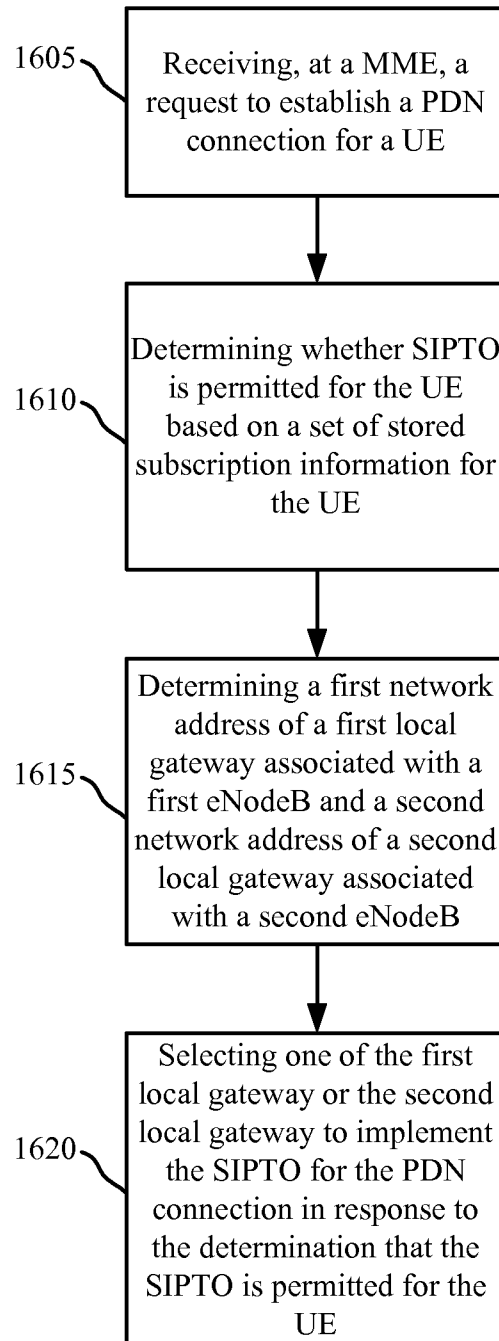 1605
Receiving, at a MME, a
request to establish a PDN
connection for a UE
1610
Determining whether SIPTO
is permitted for the UE
based on a set of stored
subscription information for
the UE
1615
Determining a first network
address of a first local
gateway associated with a
first eNodeB and a second
network address of a second
local gateway associated
with a second eNodeB
1620
Selecting one of the first
local gateway or the second
local gateway to implement
the SIPTO for the PDN
connection in response to
the determination that the
SIPTO is permitted for the
UE